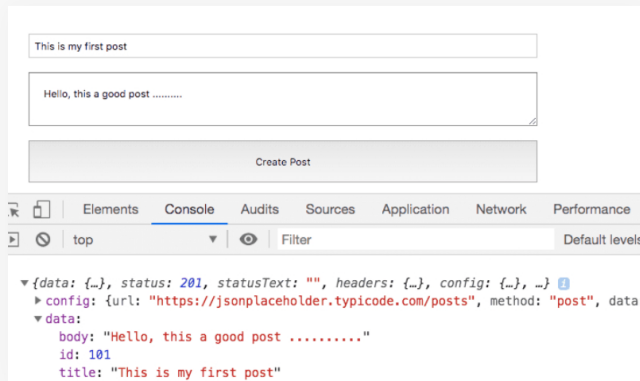 This is my first post
Hello, this a good post ..........
Create Post
Elements Console Audits Sources Application Network Performance
top Filter Default levels
{data: {…}, status: 201, statusText: "", headers: {…}, config: {…}, …} i
config: {url: "https://jsonplaceholder.typicode.com/posts", method: "post", data
data:
body: "Hello, this a good post .........."
id: 101
title: "This is my first post"